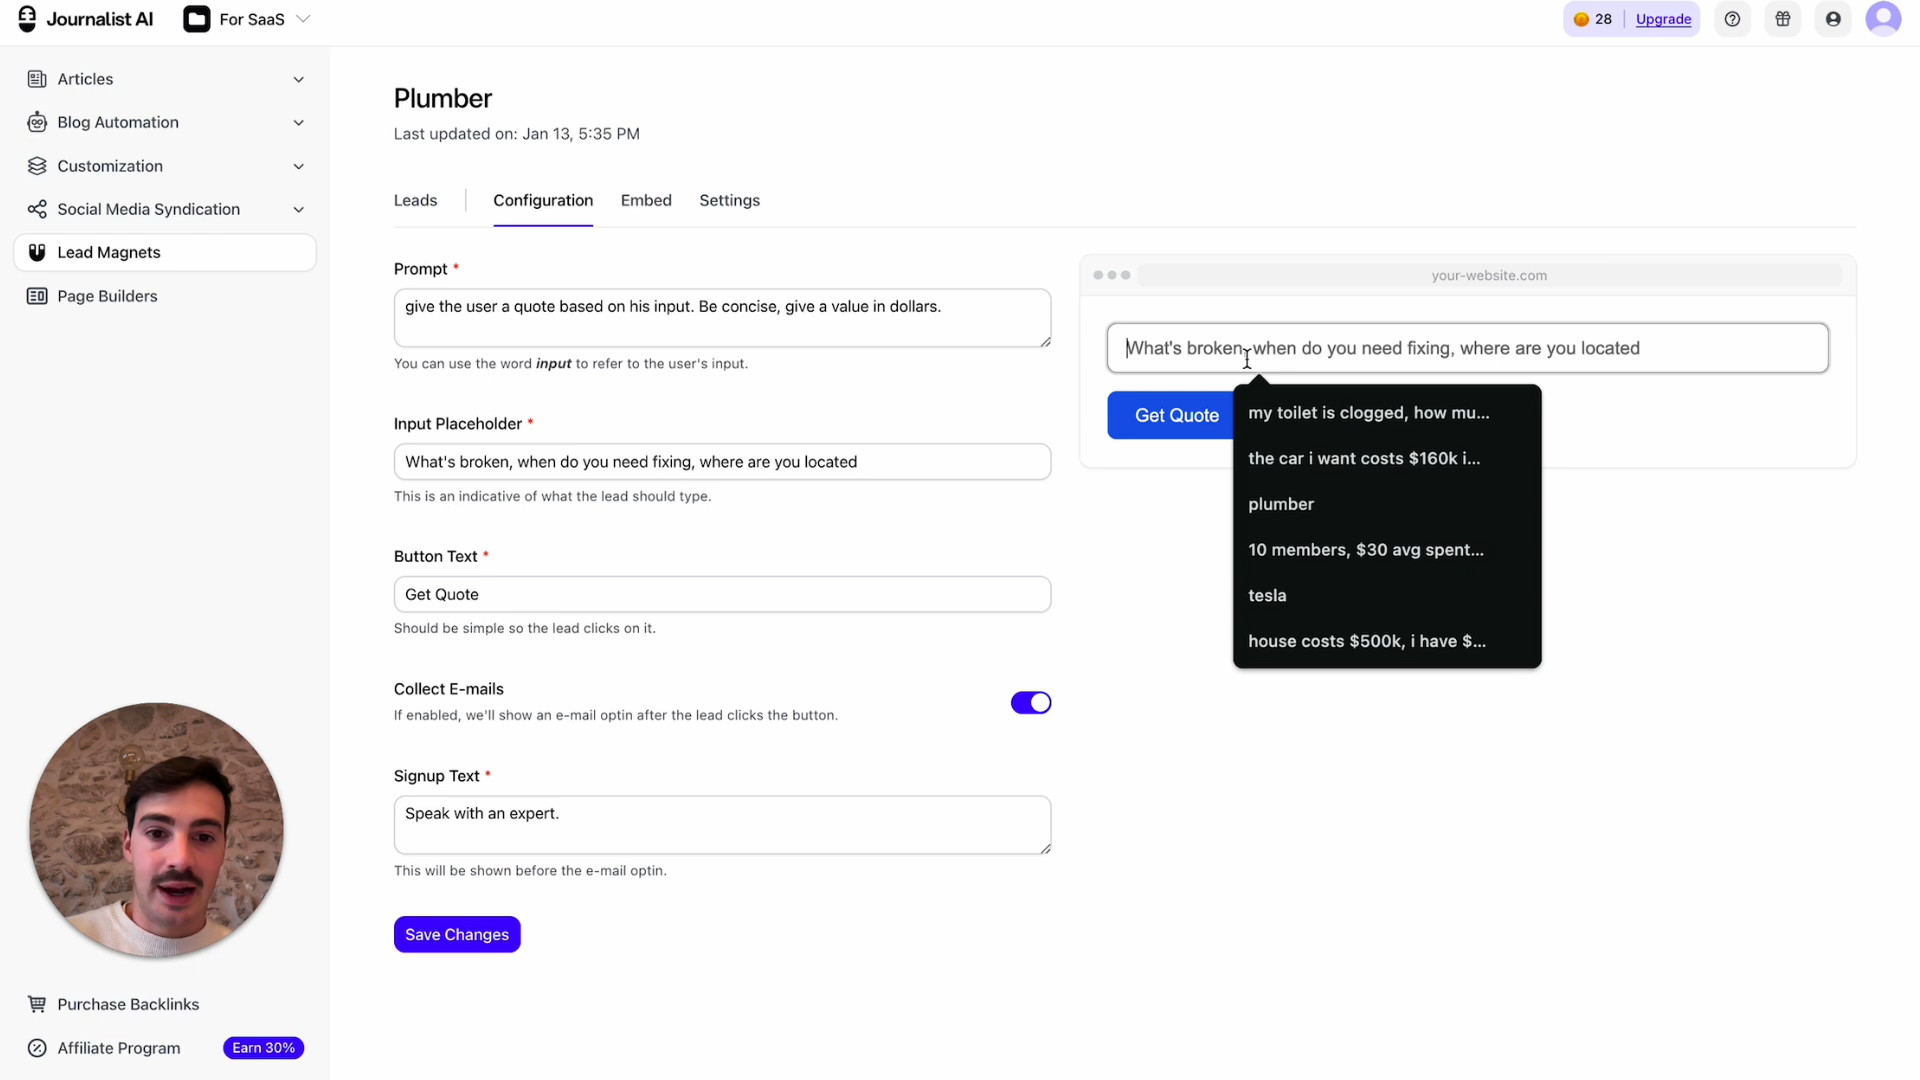 Journalist AI
For SaaS
28
Upgrade
Articles
Blog Automation
Customization
Social Media Syndication
Lead Magnets
Page Builders
Plumber
Last updated on: Jan 13, 5:35 PM
Leads
Configuration
Embed
Settings
Prompt *
give the user a quote based on his input. Be concise, give a value in dollars.
You can use the word input to refer to the user's input.
Input Placeholder *
What's broken, when do you need fixing, where are you located
This is an indicative of what the lead should type.
Button Text *
Get Quote
Should be simple so the lead clicks on it.
Collect E-mails
If enabled, we'll show an e-mail optin after the lead clicks the button.
Signup Text *
Speak with an expert.
This will be shown before the e-mail optin.
Save Changes
your-website.com
What's broken, when do you need fixing, where are you located
Get Quote
my toilet is clogged, how mu...
the car i want costs $160k i...
plumber
10 members, $30 avg spent...
tesla
house costs $500k, i have $...
Purchase Backlinks
Affiliate Program
Earn 30%